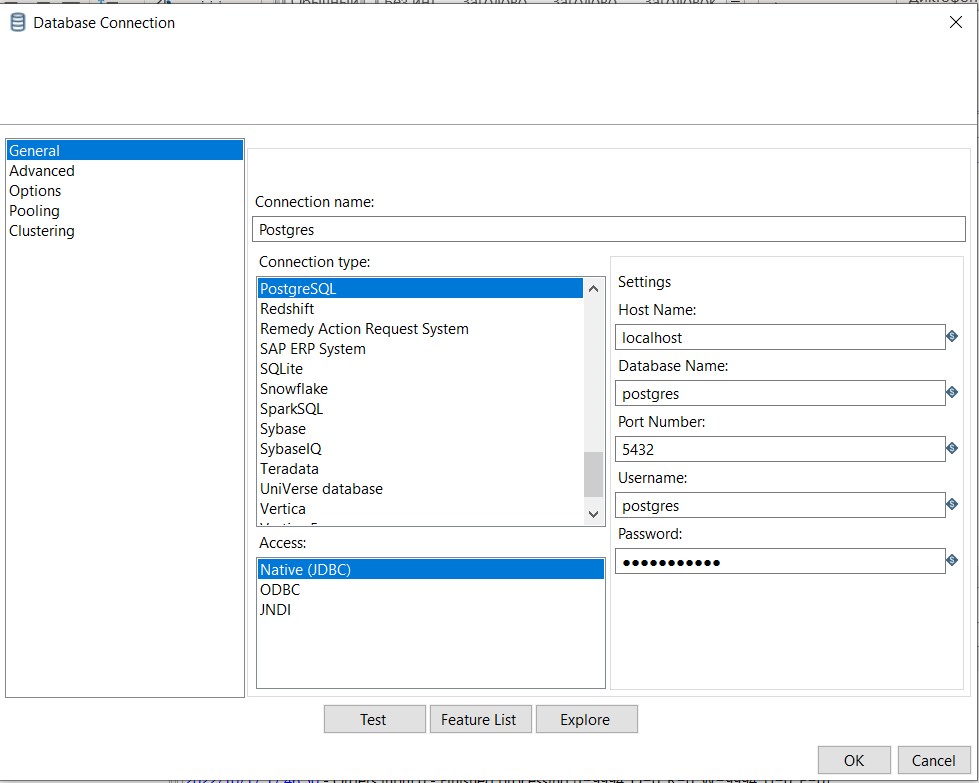 Database Connection
General
Advanced
Options
Pooling
Clustering
Connection name:
Postgres
Connection type:
PostgreSQL
Redshift
Remedy Action Request System
SAP ERP System
SQLite
Snowflake
SparkSQL
Sybase
SybaseIQ
Teradata
UniVerse database
Vertica
Access:
Native (JDBC)
ODBC
JNDI
Settings
Host Name:
localhost
Database Name:
postgres
Port Number:
5432
Username:
postgres
Password:
●●●●●●●●●●●
Test
Feature List
Explore
OK
Cancel